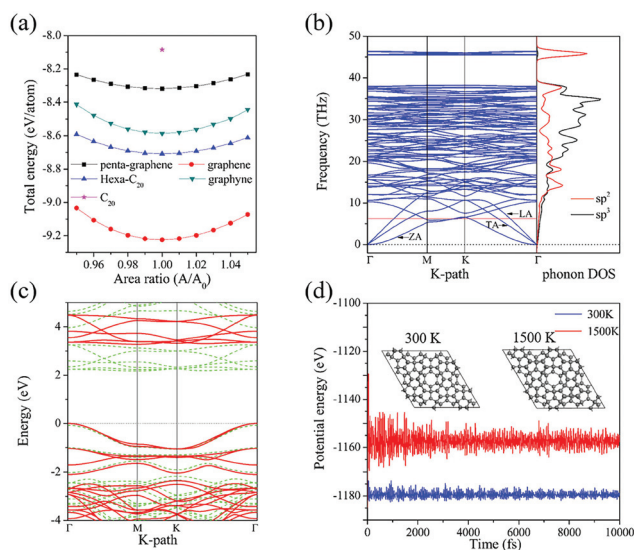 (a)
-8.0
-8.2
-8.4
-8.6
-8.8
-9.0
-9.2
Total energy (eV/atom)
penta-graphene
graphene
Hexa-C20
graphyne
C20
0.96 0.98 1.00 1.02 1.04
Area ratio (A/A0)
(b)
50
40
30
20
10
0
Frequency (THz)
ZA
TA
LA
Γ M K Γ
K-path
sp2
sp3
phonon DOS
(c)
4
2
0
-2
-4
Energy (eV)
Γ M K Γ
K-path
(d)
-1100
-1120
-1140
-1160
-1180
Potential energy (eV)
300K
1500K
300 K
1500 K
0 2000 4000 6000 8000 10000
Time (fs)